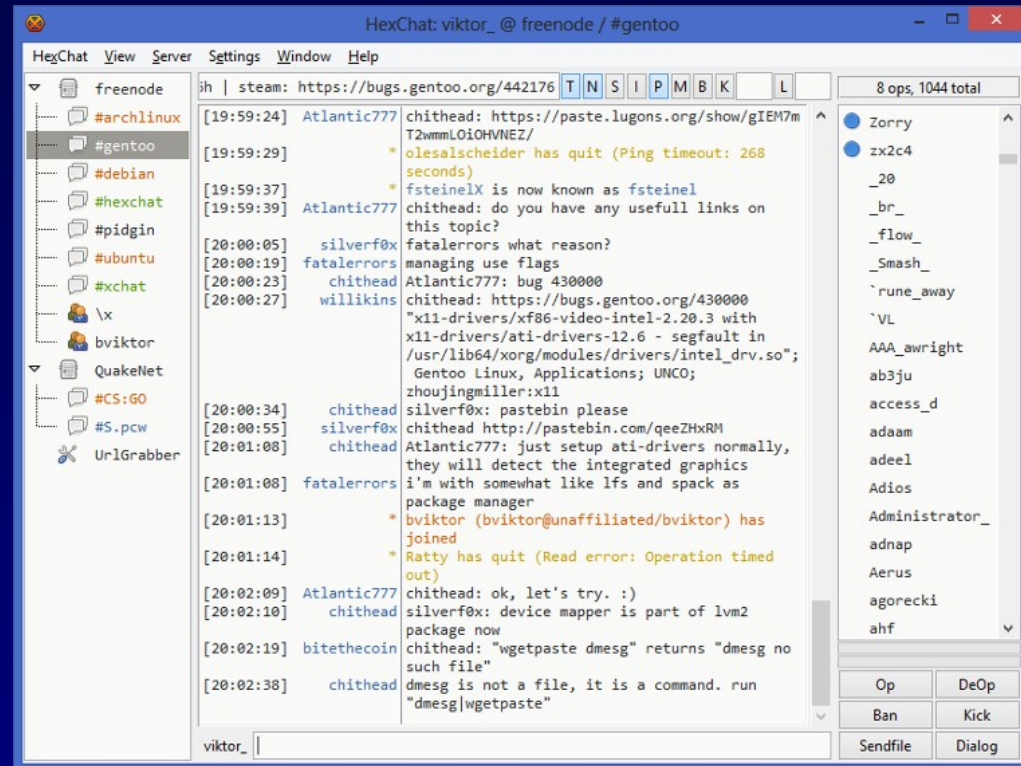 HexChat: viktor_ @ freenode / #gentoo
HexChat View Server Settings Window Help
freenode
#archlinux
#gentoo
#debian
#hexchat
#pidgin
#ubuntu
#xchat
\x
bviktor
QuakeNet
#CS:GO
#S.pcw
UrlGrabber
| steam: https://bugs.gentoo.org/442176 T N S I P M B K L
[19:59:24] Atlantic777 chithead: https://paste.lugons.org/show/gIEM7m
T2wmmLOiOHVNEZ/
[19:59:29] * olesalscheider has quit (Ping timeout: 268
seconds)
[19:59:37] * fsteinelX is now known as fsteinel
[19:59:39] Atlantic777 chithead: do you have any usefull links on
this topic?
[20:00:05] silverf0x fatalerrors what reason?
[20:00:19] fatalerrors managing use flags
[20:00:23] chithead Atlantic777: bug 430000
[20:00:27] willikins chithead: https://bugs.gentoo.org/430000
"x11-drivers/xf86-video-intel-2.20.3 with
x11-drivers/ati-drivers-12.6 - segfault in
/usr/lib64/xorg/modules/drivers/intel_drv.so";
Gentoo Linux, Applications; UNCO;
zhoujingmiller:x11
[20:00:34] chithead silverf0x: pastebin please
[20:00:55] silverf0x chithead http://pastebin.com/qeeZHxRM
[20:01:08] chithead Atlantic777: just setup ati-drivers normally,
they will detect the integrated graphics
[20:01:08] fatalerrors i'm with somewhat like lfs and spack as
package manager
[20:01:13] * bviktor (bviktor@unaffiliated/bviktor) has
joined
[20:01:14] * Ratty has quit (Read error: Operation timed
out)
[20:02:09] Atlantic777 chithead: ok, let's try. :)
[20:02:10] chithead silverf0x: device mapper is part of lvm2
package now
[20:02:19] bitethecoin chithead: "wgetpaste dmesg" returns "dmesg no
such file"
[20:02:38] chithead dmesg is not a file, it is a command. run
"dmesg|wgetpaste"
viktor_
8 ops, 1044 total
Zorry
zx2c4
_20
_br_
_flow_
_Smash_
`rune_away
`VL
AAA_awright
ab3ju
access_d
adaam
adeel
Adios
Administrator_
adnap
Aerus
agorecki
ahf
Op DeOp
Ban Kick
Sendfile Dialog